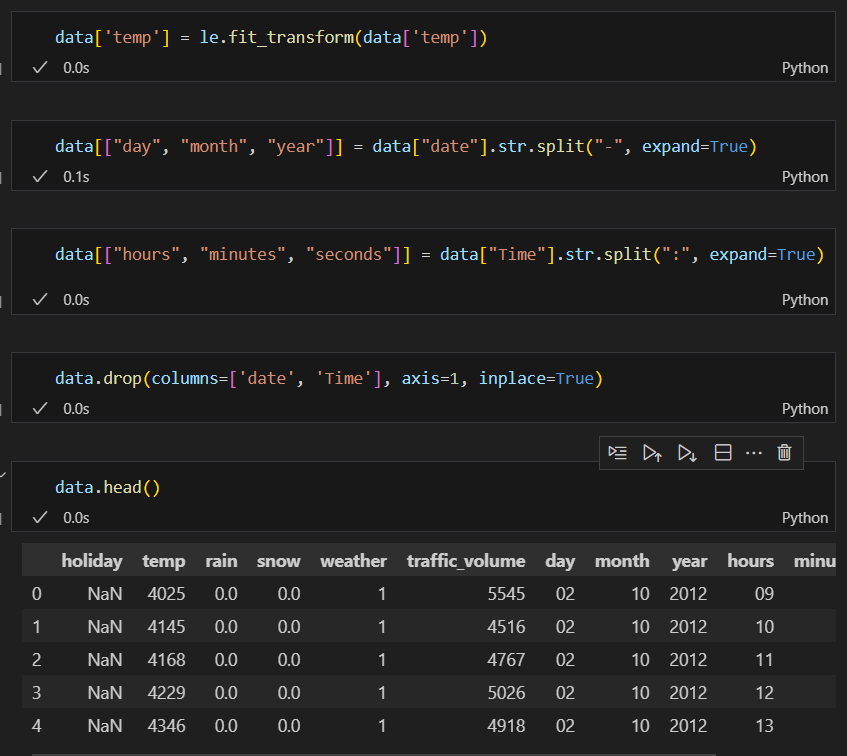 data['temp'] = le.fit_transform(data['temp'])
0.0s Python
data[["day", "month", "year"]] = data["date"].str.split("-", expand=True)
0.1s Python
data[["hours", "minutes", "seconds"]] = data["Time"].str.split(":", expand=True)
0.0s Python
data.drop(columns=['date', 'Time'], axis=1, inplace=True)
0.0s Python
data.head()
0.0s Python
holiday temp rain snow weather traffic_volume day month year hours minu
0 NaN 4025 0.0 0.0 1 5545 02 10 2012 09
1 NaN 4145 0.0 0.0 1 4516 02 10 2012 10
2 NaN 4168 0.0 0.0 1 4767 02 10 2012 11
3 NaN 4229 0.0 0.0 1 5026 02 10 2012 12
4 NaN 4346 0.0 0.0 1 4918 02 10 2012 13